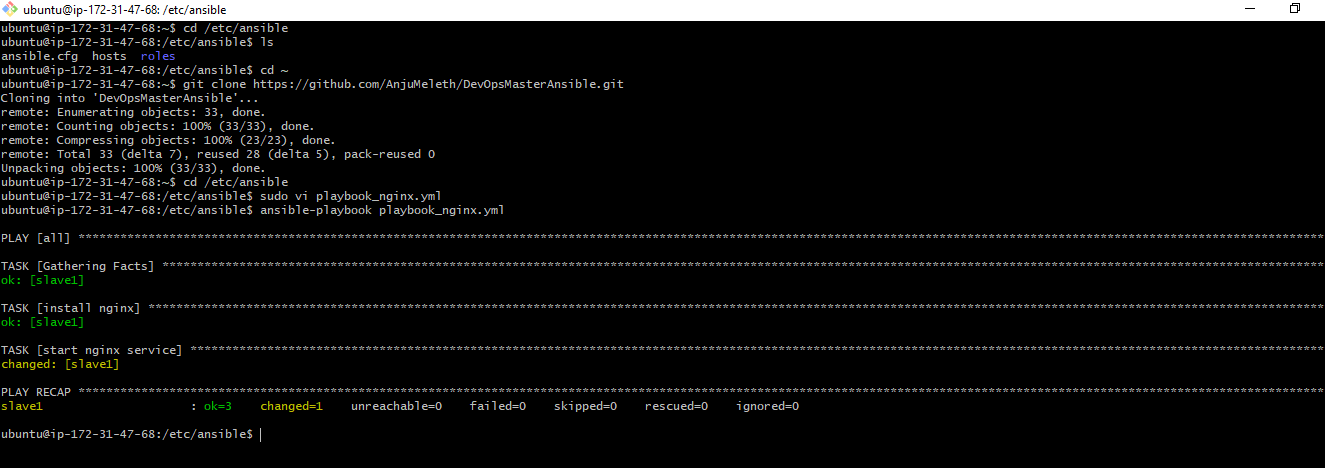 ubuntu@ip-172-31-47-68: /etc/ansible
ubuntu@ip-172-31-47-68:~$ cd /etc/ansible
ubuntu@ip-172-31-47-68:/etc/ansible$ ls
ansible.cfg  hosts  roles
ubuntu@ip-172-31-47-68:/etc/ansible$ cd ~
ubuntu@ip-172-31-47-68:~$ git clone https://github.com/AnjuMeleth/DevOpsMasterAnsible.git
Cloning into 'DevOpsMasterAnsible'...
remote: Enumerating objects: 33, done.
remote: Counting objects: 100% (33/33), done.
remote: Compressing objects: 100% (23/23), done.
remote: Total 33 (delta 7), reused 28 (delta 5), pack-reused 0
Unpacking objects: 100% (33/33), done.
ubuntu@ip-172-31-47-68:~$ cd /etc/ansible
ubuntu@ip-172-31-47-68:/etc/ansible$ sudo vi playbook_nginx.yml
ubuntu@ip-172-31-47-68:/etc/ansible$ ansible-playbook playbook_nginx.yml
PLAY [all] ****************************************************************************************************************************************************************************
TASK [Gathering Facts] ****************************************************************************************************************************************************************
ok: [slave1]
TASK [install nginx] ******************************************************************************************************************************************************************
ok: [slave1]
TASK [start nginx service] ************************************************************************************************************************************************************
changed: [slave1]
PLAY RECAP ****************************************************************************************************************************************************************************
slave1                     : ok=3    changed=1    unreachable=0    failed=0    skipped=0    rescued=0    ignored=0
ubuntu@ip-172-31-47-68:/etc/ansible$